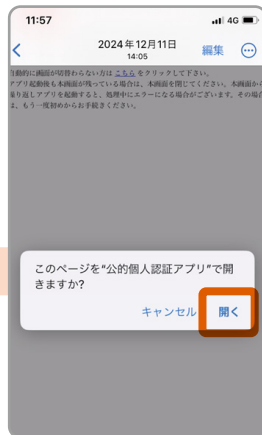 11:57
4G
2024年12月11日
14:05
編集
自動的に画面が切替わらない方は こちら をクリックして下さい。
アプリ起動後も本画面が残っている場合は、本画面を閉じてください。本画面から
繰り返しアプリを起動すると、処理中にエラーになる場合がございます。その場合
は、もう一度初めからお手続きください。
このページを“公的個人認証アプリ”で開
きますか?
キャンセル 開く